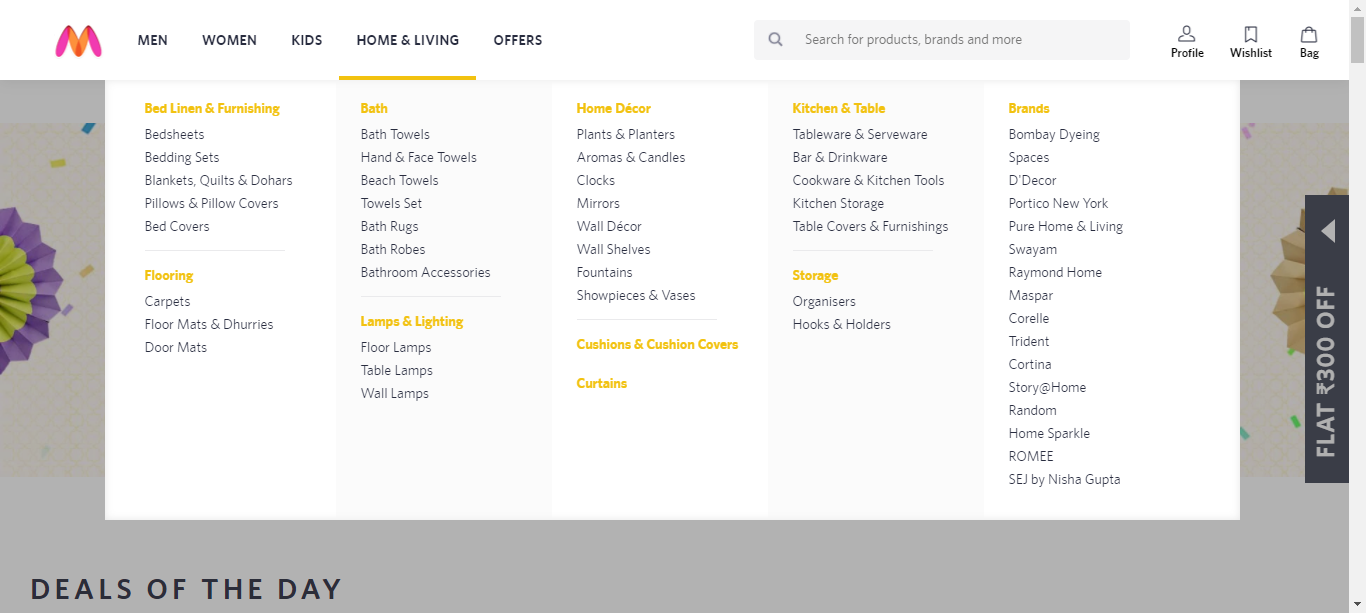 MEN
WOMEN
KIDS
HOME & LIVING
OFFERS
Search for products, brands and more
Profile
Wishlist
Bag
Bed Linen & Furnishing
Bedsheets
Bedding Sets
Blankets, Quilts & Dohars
Pillows & Pillow Covers
Bed Covers
Flooring
Carpets
Floor Mats & Dhurries
Door Mats
Bath
Bath Towels
Hand & Face Towels
Beach Towels
Towels Set
Bath Rugs
Bath Robes
Bathroom Accessories
Lamps & Lighting
Floor Lamps
Table Lamps
Wall Lamps
Home Décor
Plants & Planters
Aromas & Candles
Clocks
Mirrors
Wall Décor
Wall Shelves
Fountains
Showpieces & Vases
Cushions & Cushion Covers
Curtains
Kitchen & Table
Tableware & Serveware
Bar & Drinkware
Cookware & Kitchen Tools
Kitchen Storage
Table Covers & Furnishings
Storage
Organisers
Hooks & Holders
Brands
Bombay Dyeing
Spaces
D'Decor
Portico New York
Pure Home & Living
Swayam
Raymond Home
Maspar
Corelle
Trident
Cortina
Story@Home
Random
Home Sparkle
ROMEE
SEJ by Nisha Gupta
FLAT ₹300 OFF
DEALS OF THE DAY